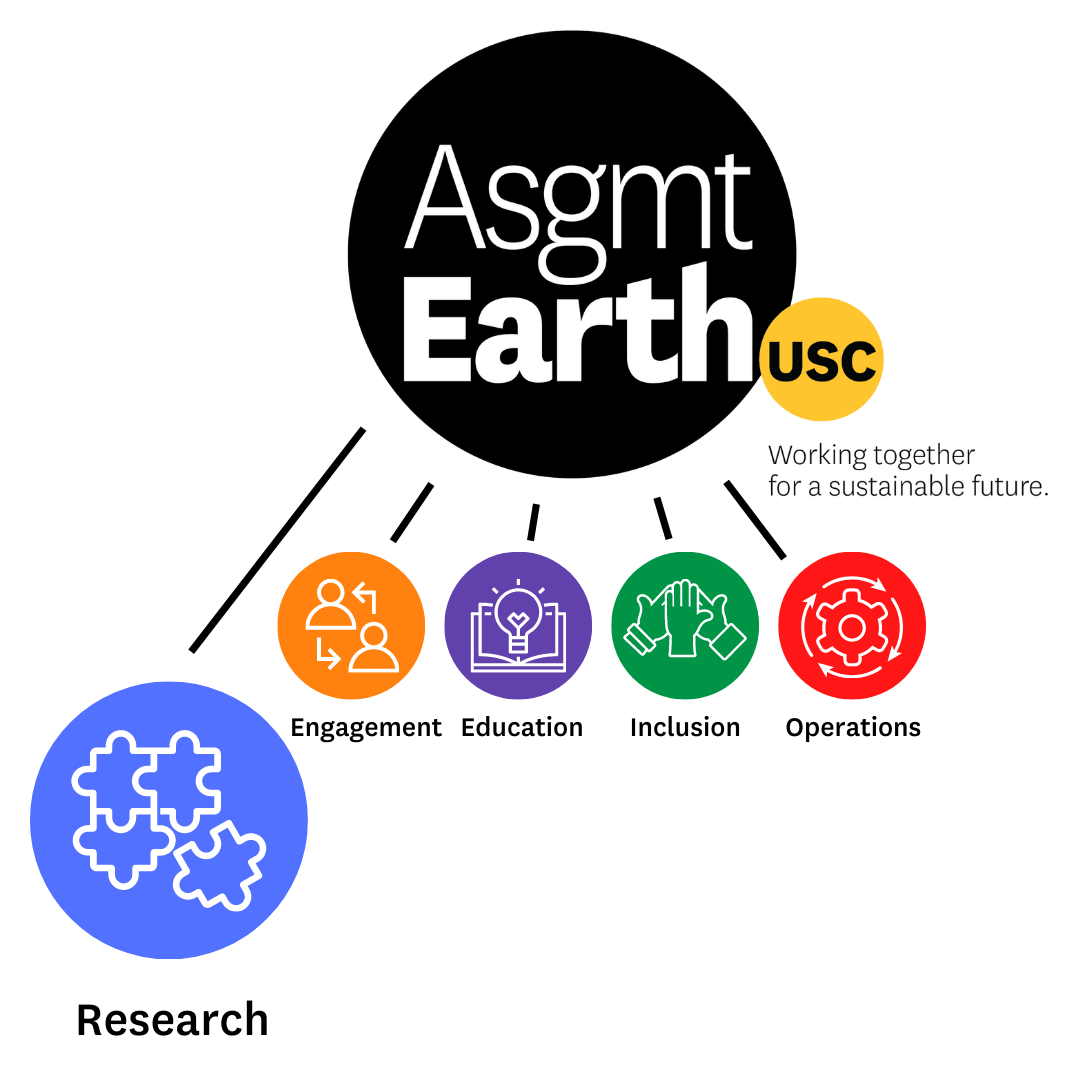 Asgmt
Earth
USC
Working together
for a sustainable future.
Engagement
Education
Inclusion
Operations
Research